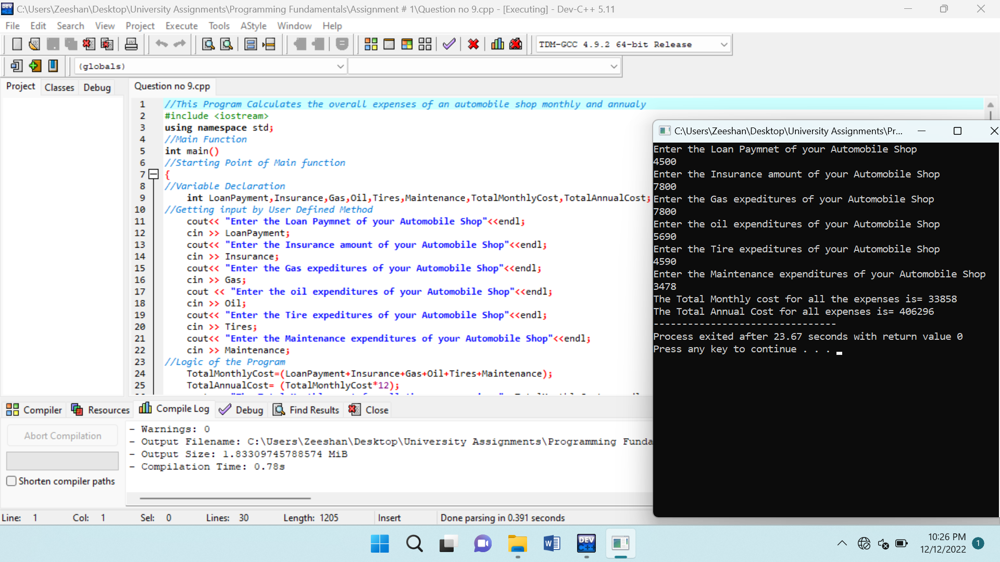 C:\Users\Zeeshan\Desktop\University Assignments\Programming Fundamentals\Assignment # 1\Question no 9.cpp - [Executing] - Dev-C++ 5.11
File Edit Search View Project Execute Tools AStyle Window Help
TDM-GCC 4.9.2 64-bit Release
(globals)
Project Classes Debug
Question no 9.cpp
1 //This Program Calculates the overall expenses of an automobile shop monthly and annualy
2 #include <iostream>
3 using namespace std;
4 //Main Function
5 int main()
6 //Starting Point of Main function
7 {
8 //Variable Declaration
9 int LoanPayment,Insurance,Gas,Oil,Tires,Maintenance,TotalMonthlyCost,TotalAnnualCost;
10 //Getting input by User Defined Method
11 cout<< "Enter the Loan Paymnet of your Automobile Shop"<<endl;
12 cin >> LoanPayment;
13 cout<< "Enter the Insurance amount of your Automobile Shop"<<endl;
14 cin >> Insurance;
15 cout<< "Enter the Gas expeditures of your Automobile Shop"<<endl;
16 cin >> Gas;
17 cout << "Enter the oil expenditures of your Automobile Shop"<<endl;
18 cin >> Oil;
19 cout<< "Enter the Tire expeditures of your Automobile Shop"<<endl;
20 cin >> Tires;
21 cout<< "Enter the Maintenance expenditures of your Automobile Shop"<<endl;
22 cin >> Maintenance;
23 //Logic of the Program
24 TotalMonthlyCost=(LoanPayment+Insurance+Gas+Oil+Tires+Maintenance);
25 TotalAnnualCost= (TotalMonthlyCost*12);
C:\Users\Zeeshan\Desktop\University Assignments\Pr...
Enter the Loan Paymnet of your Automobile Shop
4500
Enter the Insurance amount of your Automobile Shop
7800
Enter the Gas expeditures of your Automobile Shop
7800
Enter the oil expenditures of your Automobile Shop
5690
Enter the Tire expeditures of your Automobile Shop
4590
Enter the Maintenance expenditures of your Automobile Shop
3478
The Total Monthly cost for all the expenses is= 33858
The Total Annual Cost for all expenses is= 406296
--------------------------------
Process exited after 23.67 seconds with return value 0
Press any key to continue . . .
Compiler Resources Compile Log Debug Find Results Close
Abort Compilation
Shorten compiler paths
- Warnings: 0
- Output Filename: C:\Users\Zeeshan\Desktop\University Assignments\Programming Funda
- Output Size: 1.83309745788574 MiB
- Compilation Time: 0.78s
Line: 1 Col: 1 Sel: 0 Lines: 30 Length: 1205 Insert Done parsing in 0.391 seconds
DEV C++
10:26 PM
12/12/2022
1